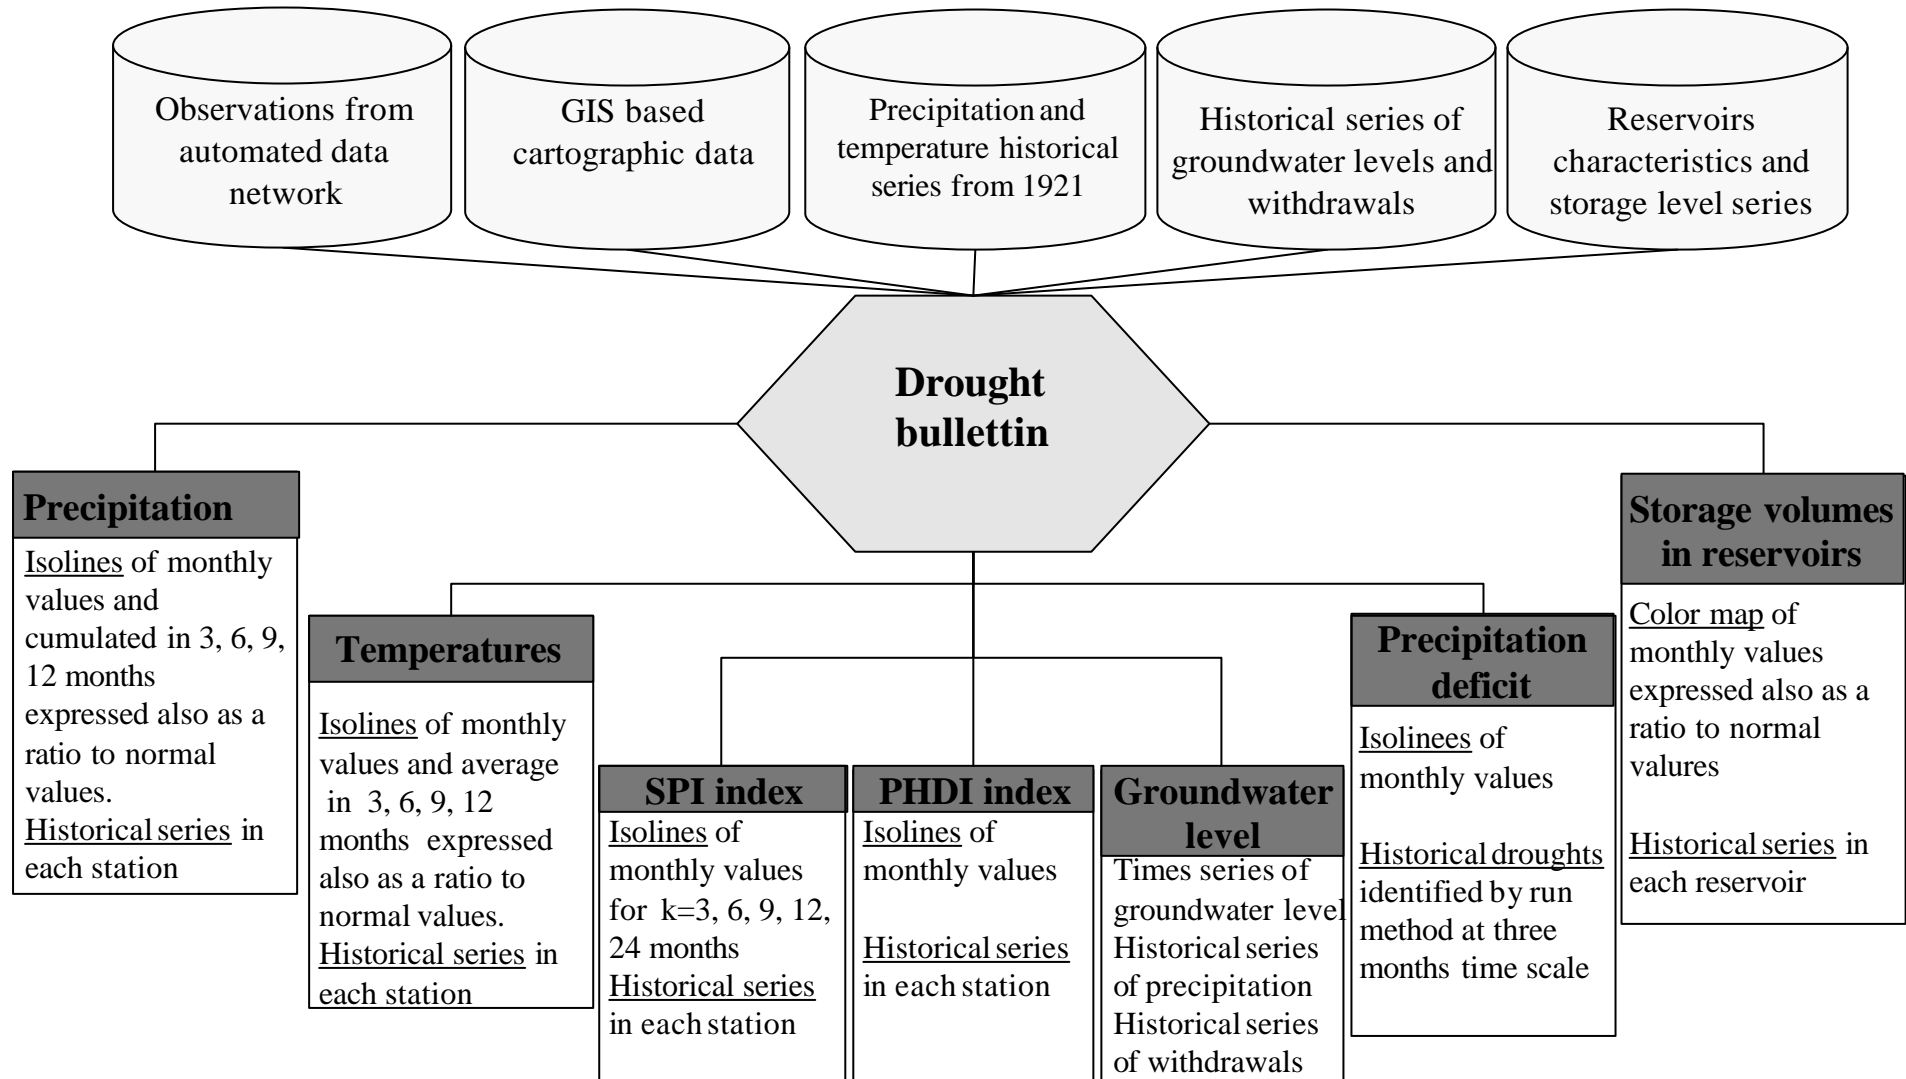 Observations from
automated data
network
GIS based
cartographic data
Precipitation and
temperature historical
series from 1921
Historical series of
groundwater levels and
withdrawals
Reservoirs
characteristics and
storage level series
Drought
bullettin
Precipitation
Isolines of monthly
values and
cumulated in 3, 6, 9,
12 months
expressed also as a
ratio to normal
values.
Historical series in
each station
Temperatures
Isolines of monthly
values and average
in 3, 6, 9, 12
months expressed
also as a ratio to
normal values.
Historical series in
each station
SPI index
Isolines of
monthly values
for k=3, 6, 9, 12,
24 months
Historical series
in each station
PHDI index
Isolines of
monthly values
Historical series
in each station
Groundwater
level
Times series of
groundwater level
Historical series
of precipitation
Historical series
of withdrawals
Precipitation
deficit
Isolinees of
monthly values
Historical droughts
identified by run
method at three
months time scale
Storage volumes
in reservoirs
Color map of
monthly values
expressed also as a
ratio to normal
valures
Historical series in
each reservoir